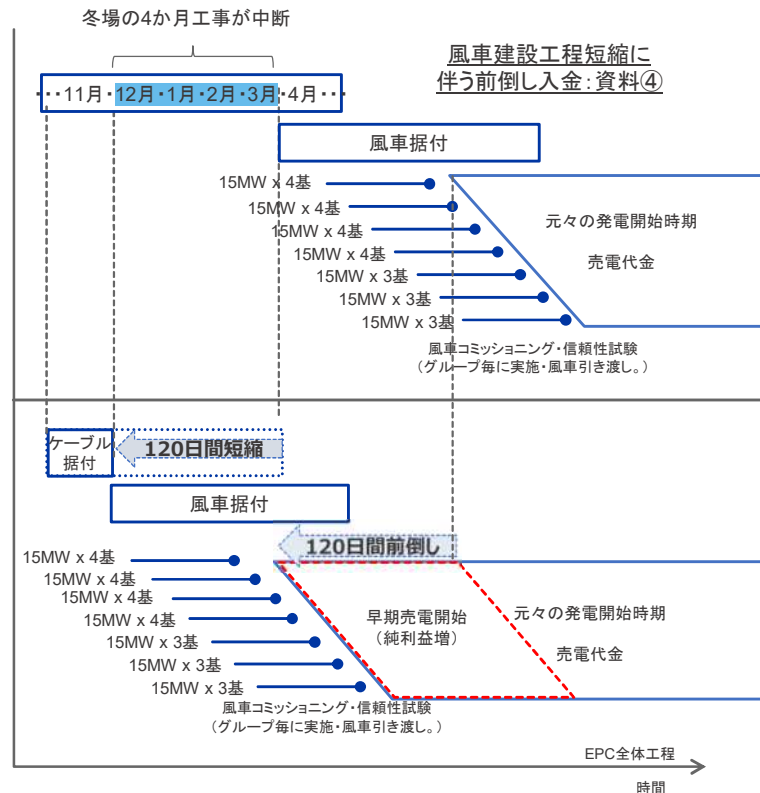 冬場の4か月工事が中断
風車建設工程短縮に
伴う前倒し入金：資料④
‥11月・12月・1月・2月・3月・4月‥
風車据付
15MW x 4基
15MW x 4基
15MW x 4基
15MW x 4基
15MW x 3基
15MW x 3基
15MW x 3基
元々の発電開始時期
売電代金
風車コミッショニング・信頼性試験
（グループ毎に実施・風車引き渡し。）
ケーブル
据付
120日間短縮
風車据付
120日間前倒し
15MW x 4基
15MW x 4基
15MW x 4基
15MW x 4基
15MW x 3基
15MW x 3基
15MW x 3基
早期売電開始
（純利益増）
元々の発電開始時期
売電代金
風車コミッショニング・信頼性試験
（グループ毎に実施・風車引き渡し。）
EPC全体工程
時間